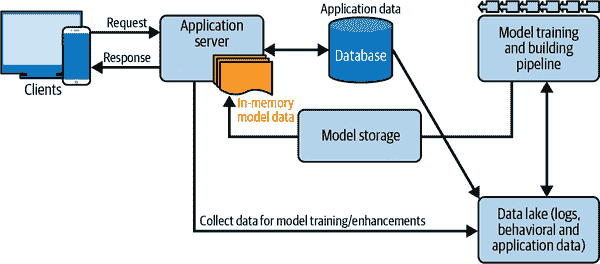 Request
Response
Clients
Application
server
In-memory
model data
Application data
Database
Model training
and building
pipeline
Model storage
Collect data for model training/enhancements
Data lake (logs,
behavioral and
application data)